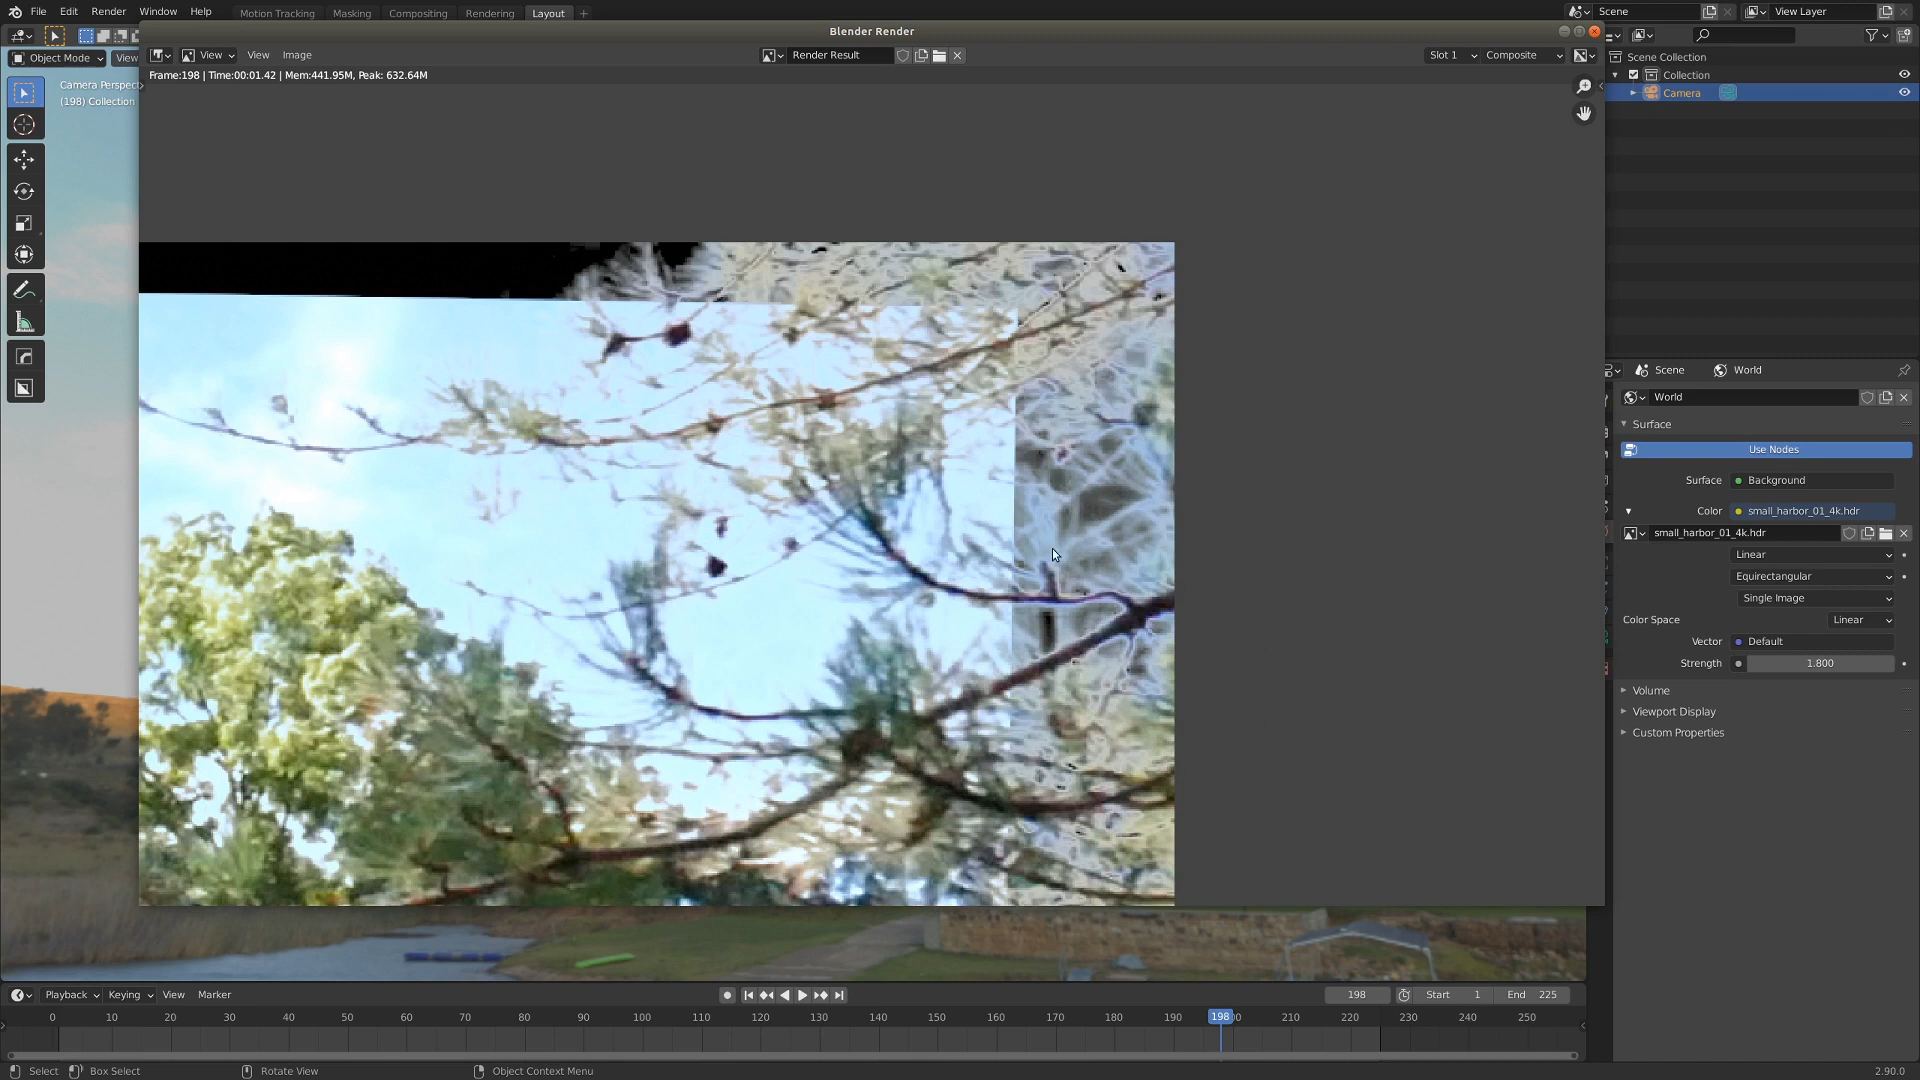 File Edit Render Window Help Motion Tracking Masking Compositing Rendering Layout + Scene View Layer
Blender Render
Object Mode View View View Image Render Result Slot 1 Composite
Frame:198 | Time:00:01.42 | Mem:441.95M, Peak: 632.64M
Camera Perspect
(198) Collection
Scene Collection
Collection
Camera
Scene World
World
Surface
Use Nodes
Surface Background
Color small_harbor_01_4k.hdr
small_harbor_01_4k.hdr
Linear
Equirectangular
Single Image
Color Space Linear
Vector Default
Strength 1.800
Volume
Viewport Display
Custom Properties
Playback Keying View Marker 198 Start 1 End 225
0 10 20 30 40 50 60 70 80 90 100 110 120 130 140 150 160 170 180 190 198 210 220 230 240 250
Select Box Select Rotate View Object Context Menu 2.90.0